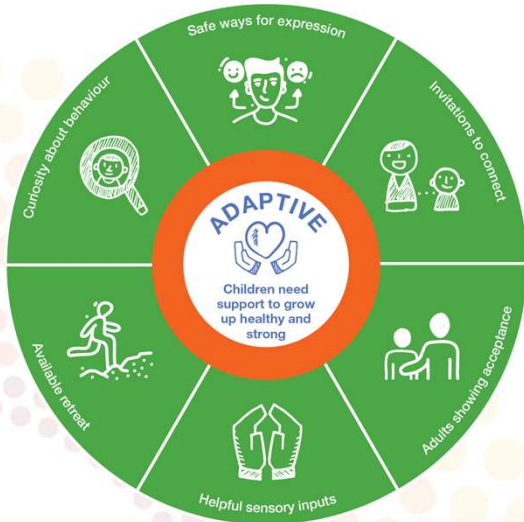 Safe ways for expression
Invitations to connect
Adults showing acceptance
Helpful sensory inputs
Available retreat
Curiosity about behaviour
ADAPTIVE
Children need
support to grow
up healthy and
strong